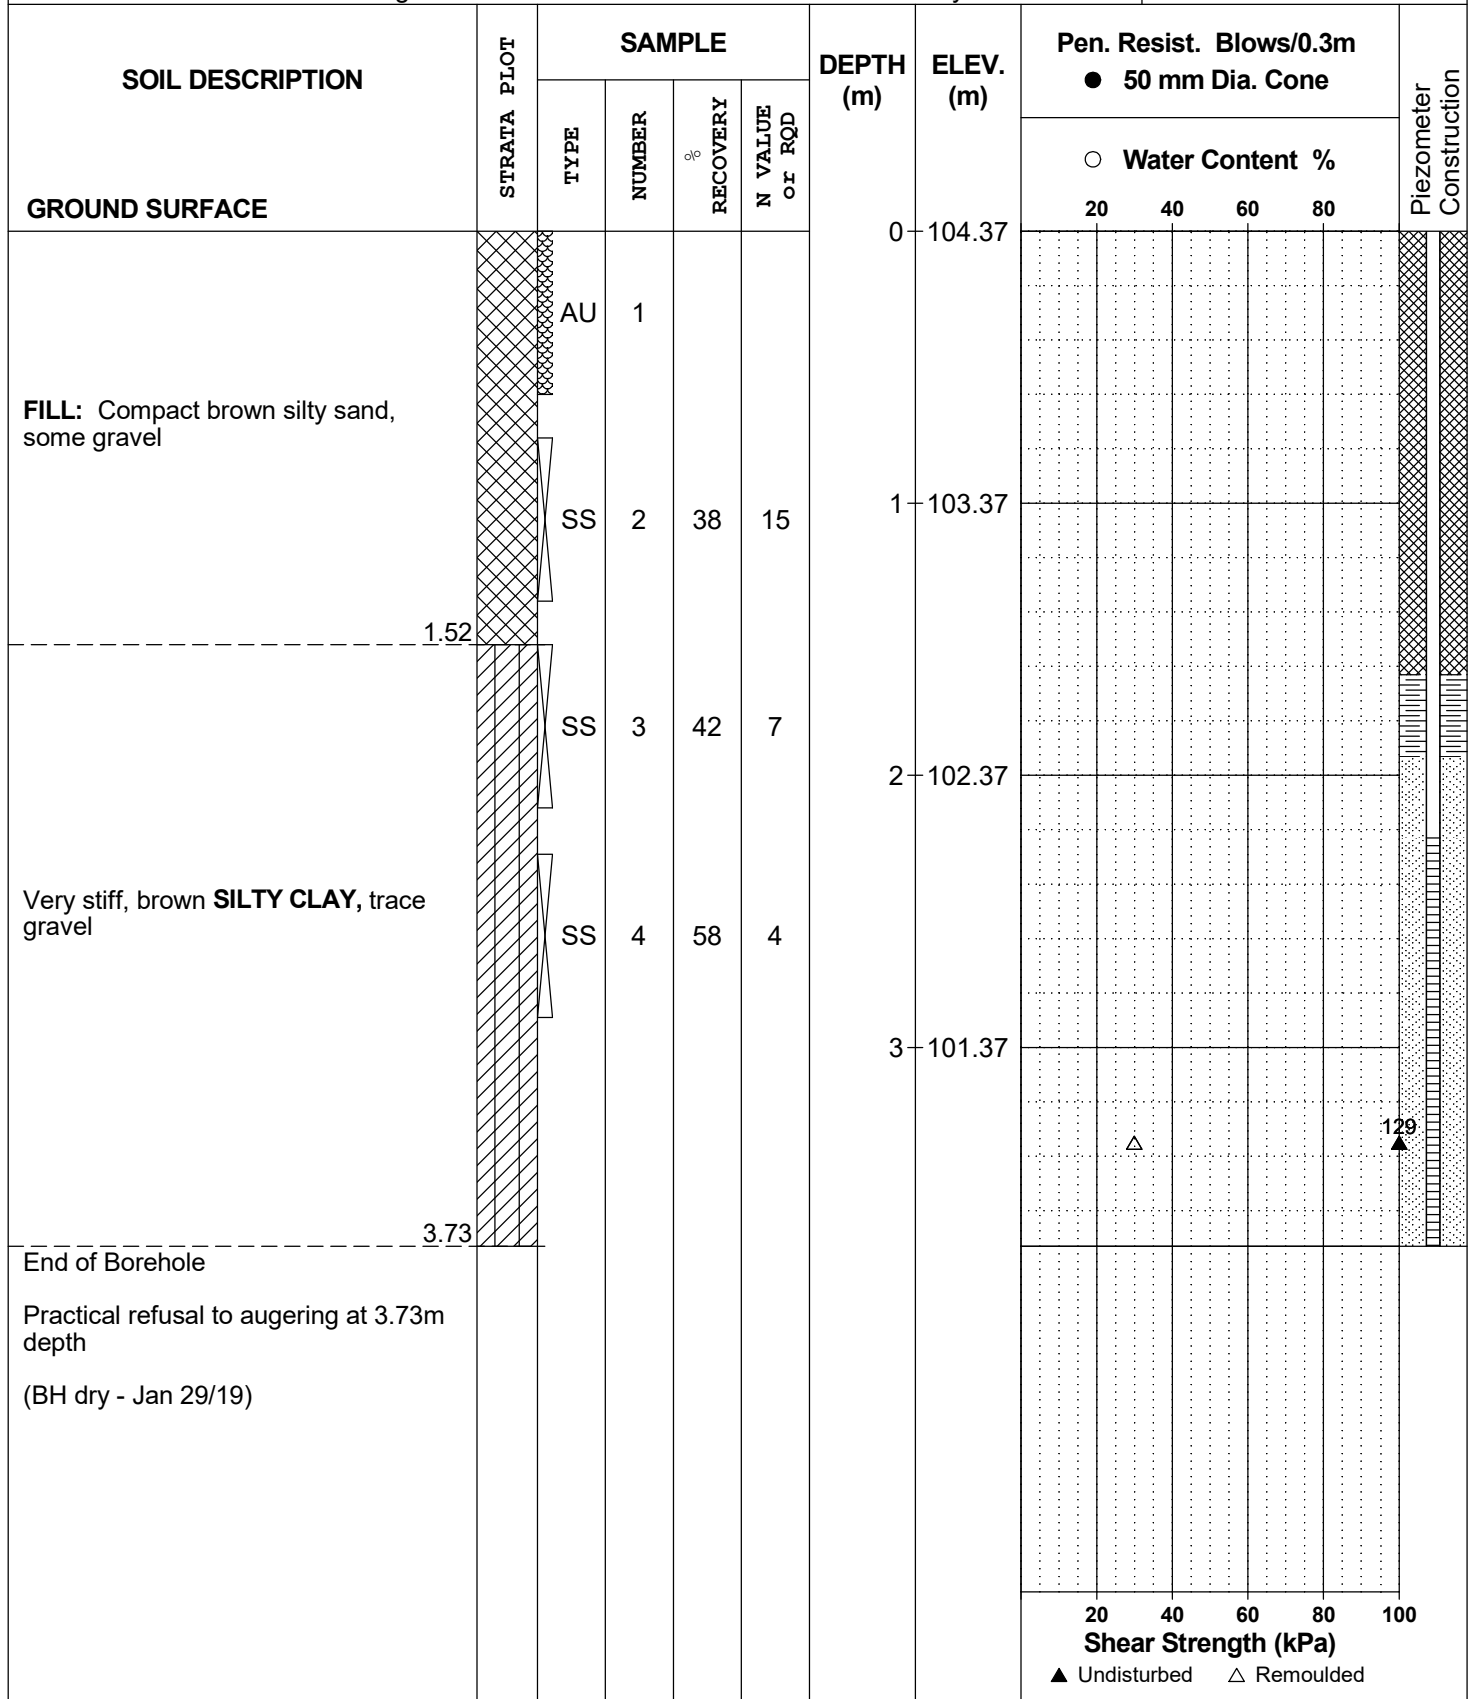 SOIL DESCRIPTION
GROUND SURFACE
STRATA PLOT
SAMPLE
TYPE
NUMBER
% RECOVERY
N VALUE or RQD
DEPTH (m)
ELEV. (m)
Pen. Resist. Blows/0.3m
● 50 mm Dia. Cone
○ Water Content %
20 40 60 80
Piezometer Construction
0 104.37
AU 1
FILL: Compact brown silty sand,
some gravel
1 103.37
SS 2 38 15
1.52
SS 3 42 7
2 102.37
Very stiff, brown SILTY CLAY, trace
gravel
SS 4 58 4
3 101.37
129
3.73
End of Borehole
Practical refusal to augering at 3.73m
depth
(BH dry - Jan 29/19)
20 40 60 80 100
Shear Strength (kPa)
▲ Undisturbed △ Remoulded